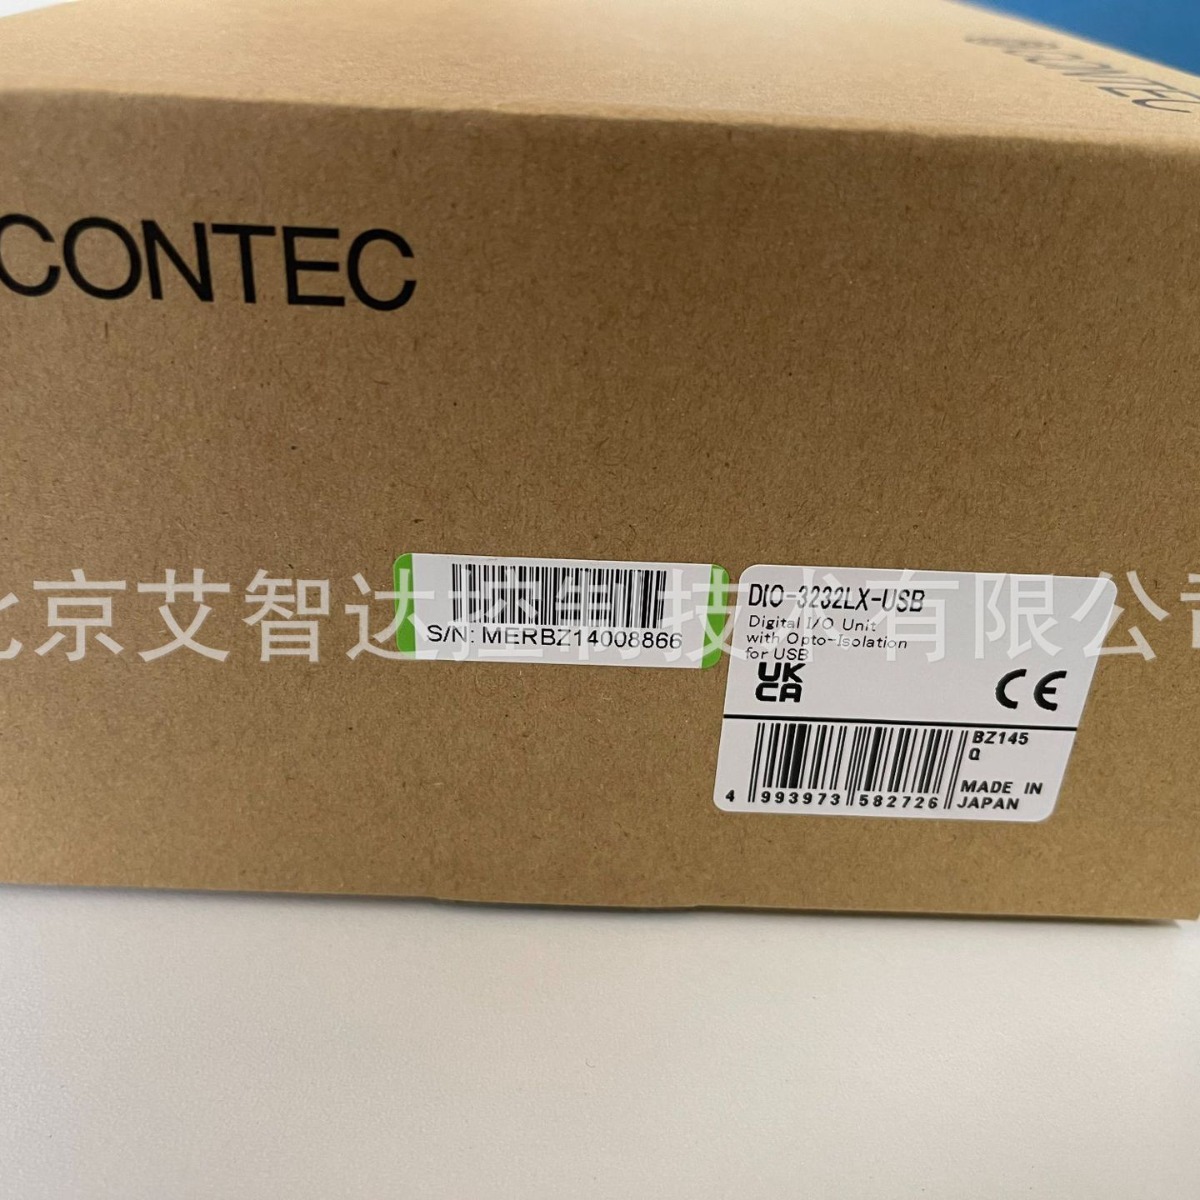 CONTEC
CONTEC
北京艾智达控制技术有限公司
S/N: MERBZ14008866
DIO-3232LX-USB
Digital I/O Unit
with Opto-Isolation
for USB
UK
CA
CE
BZ145
Q
4 993973 582726
MADE IN
JAPAN